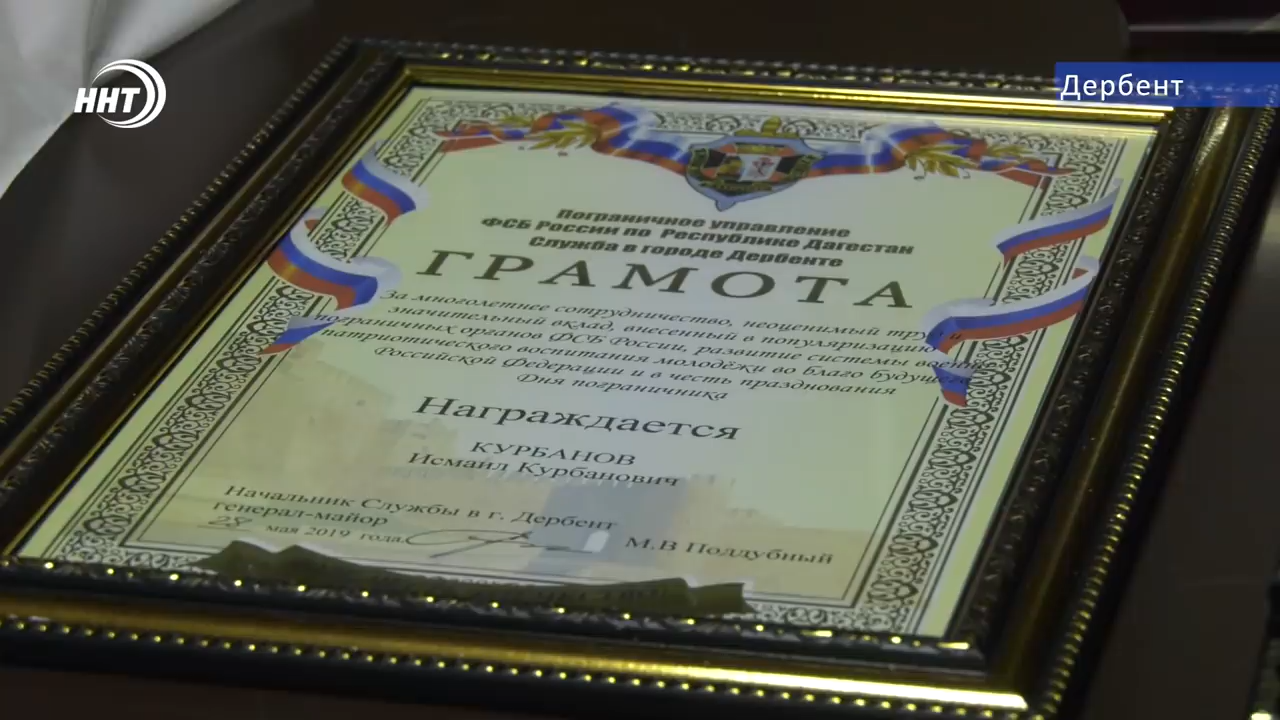 ННТ
Дербент
Пограничное управление
ФСБ России по Республике Дагестан
Служба в городе Дербенте
ГРАМОТА
За многолетнее сотрудничество, неоценимый труд и
значительный вклад, внесенный в популяризацию
пограничных органов ФСБ России, развитие системы военно
патриотического воспитания молодёжи во Благо Будущего
Российской Федерации и в честь празднования
Дня пограничника
Награждается
КУРБАНОВ
Исмаил Курбанович
Начальник Службы в г. Дербент
генерал-майор
М.В Поддубный
28 мая 2019 года.